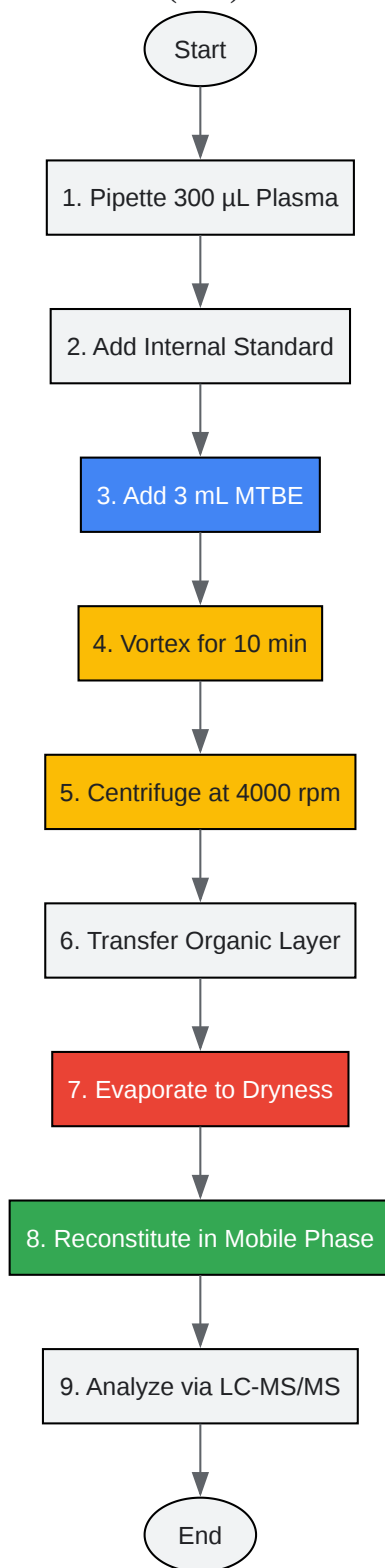 Start
1. Pipette 300 µL Plasma
2. Add Internal Standard
3. Add 3 mL MTBE
4. Vortex for 10 min
5. Centrifuge at 4000 rpm
6. Transfer Organic Layer
7. Evaporate to Dryness
8. Reconstitute in Mobile Phase
9. Analyze via LC-MS/MS
End